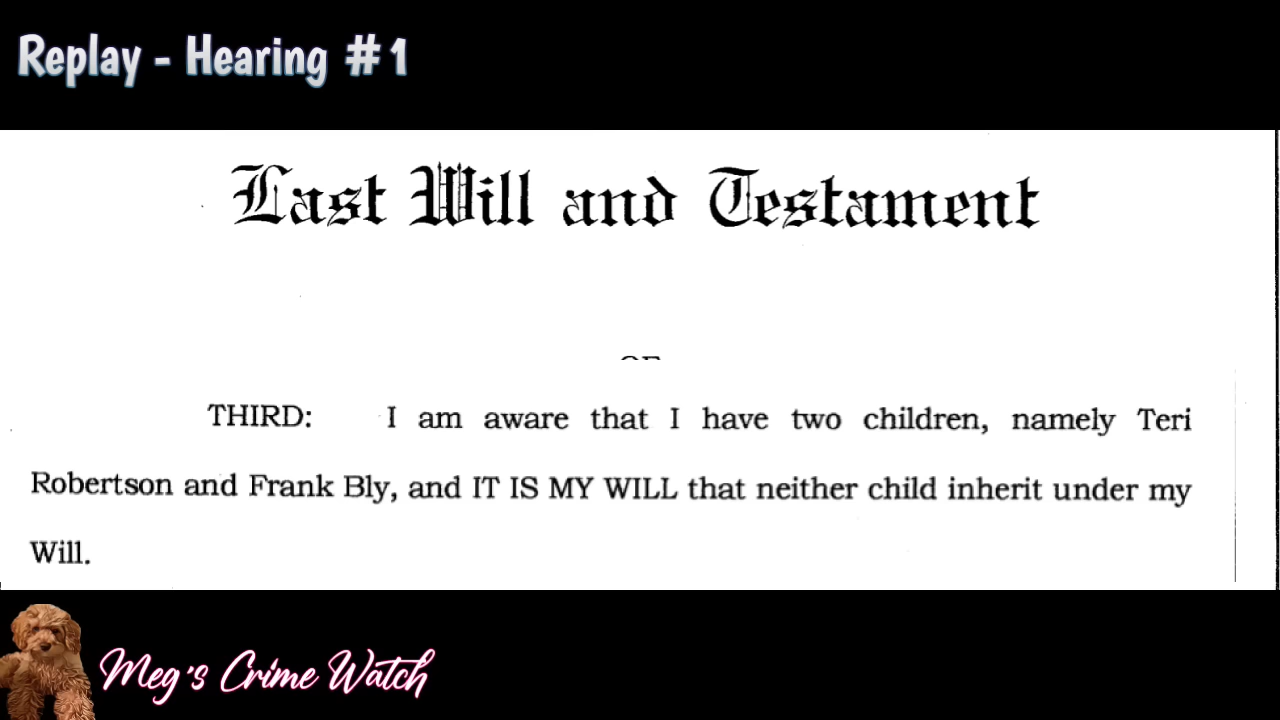 Replay - Hearing #1
Last Will and Testament
OF
THIRD: I am aware that I have two children, namely Teri
Robertson and Frank Bly, and IT IS MY WILL that neither child inherit under my
Will.
Meg's Crime Watch